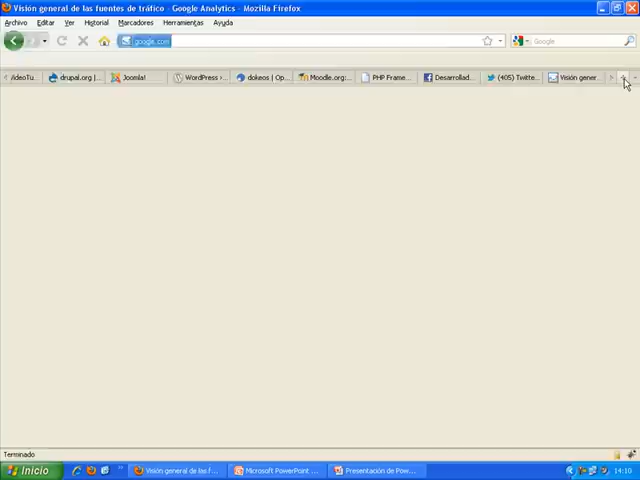 Visión general de las fuentes de tráfico - Google Analytics - Mozilla Firefox
Archivo Editar Ver Historial Marcadores Herramientas Ayuda
google.com Google
/ideoTu... drupal.org |... Joomla! WordPress › ... dokeos | Op... Moodle.org:... PHP Frame... Desarrollad... (405) Twitte... Visión gener...
Terminado
Inicio Visión general de las f... Microsoft PowerPoint ... Presentación de Pow... 14:10